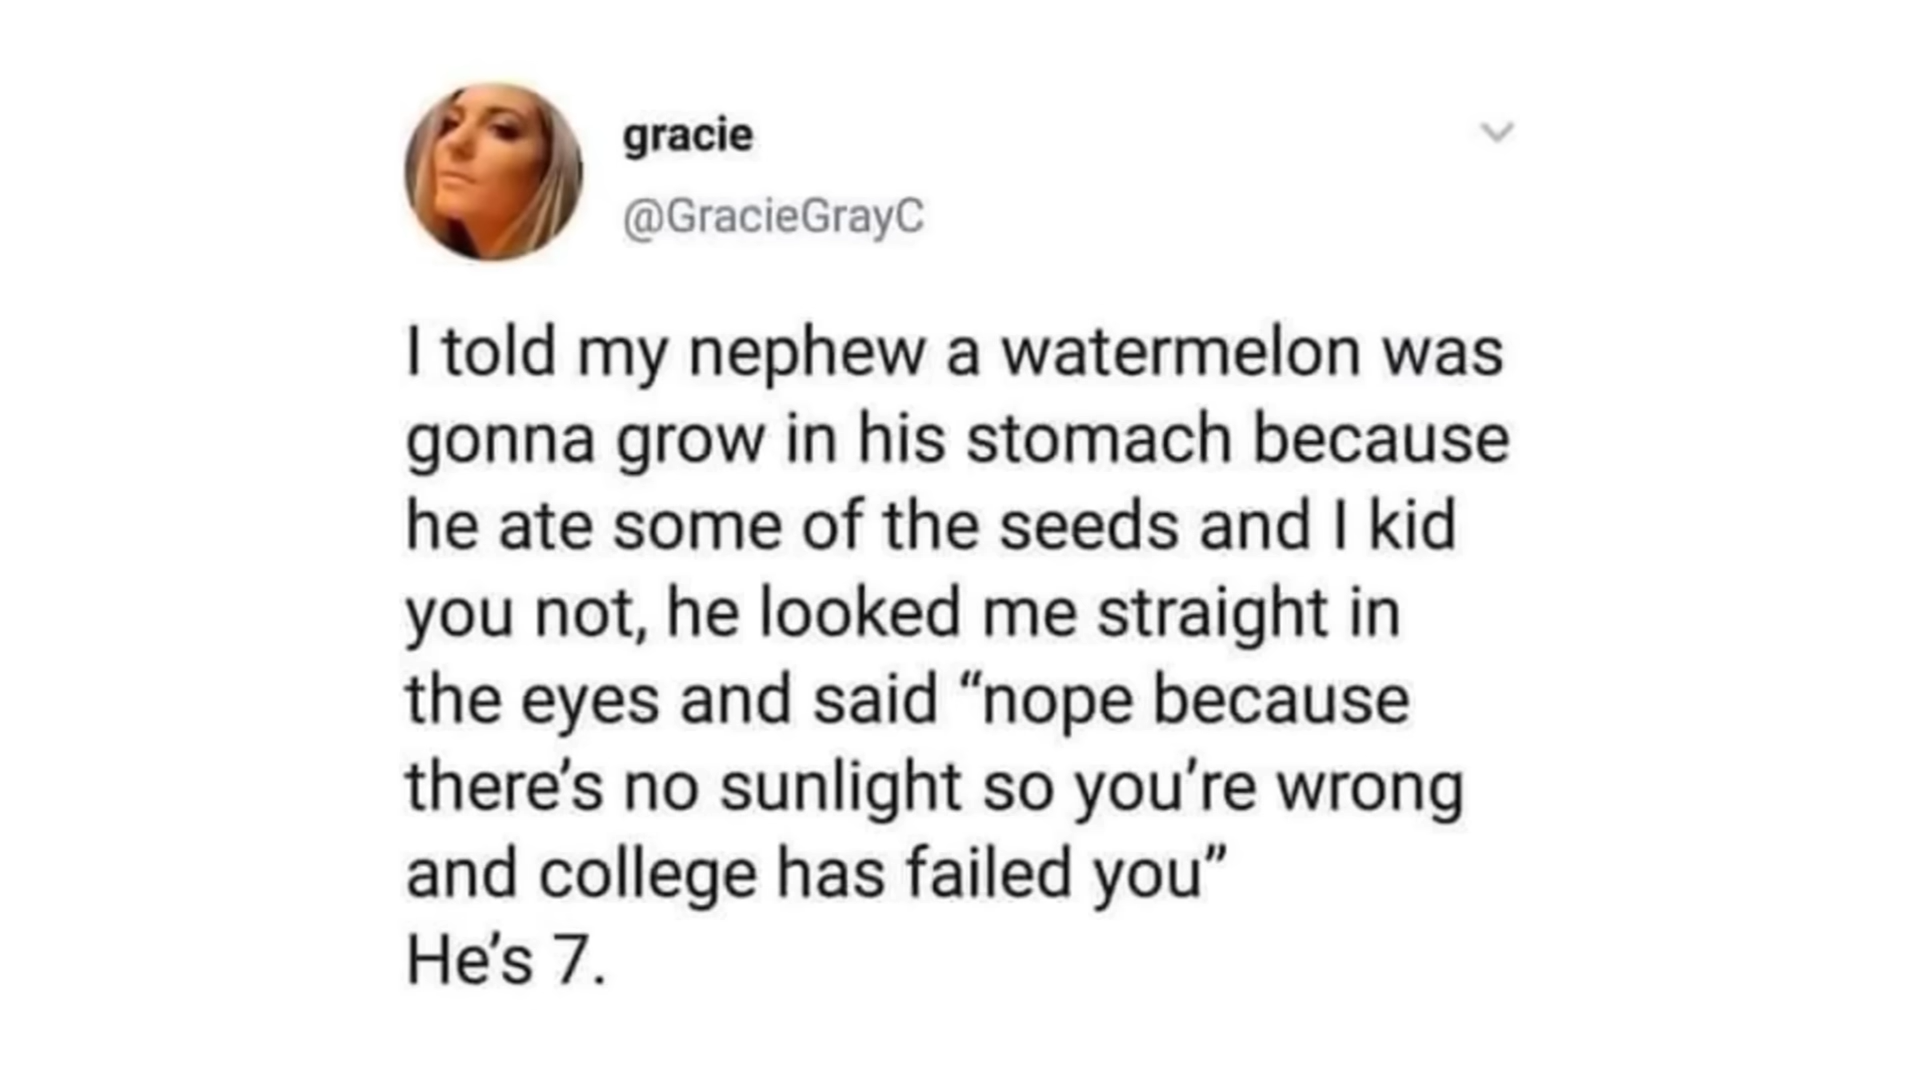 gracie
@GracieGrayC
I told my nephew a watermelon was
gonna grow in his stomach because
he ate some of the seeds and I kid
you not, he looked me straight in
the eyes and said “nope because
there’s no sunlight so you’re wrong
and college has failed you”
He’s 7.